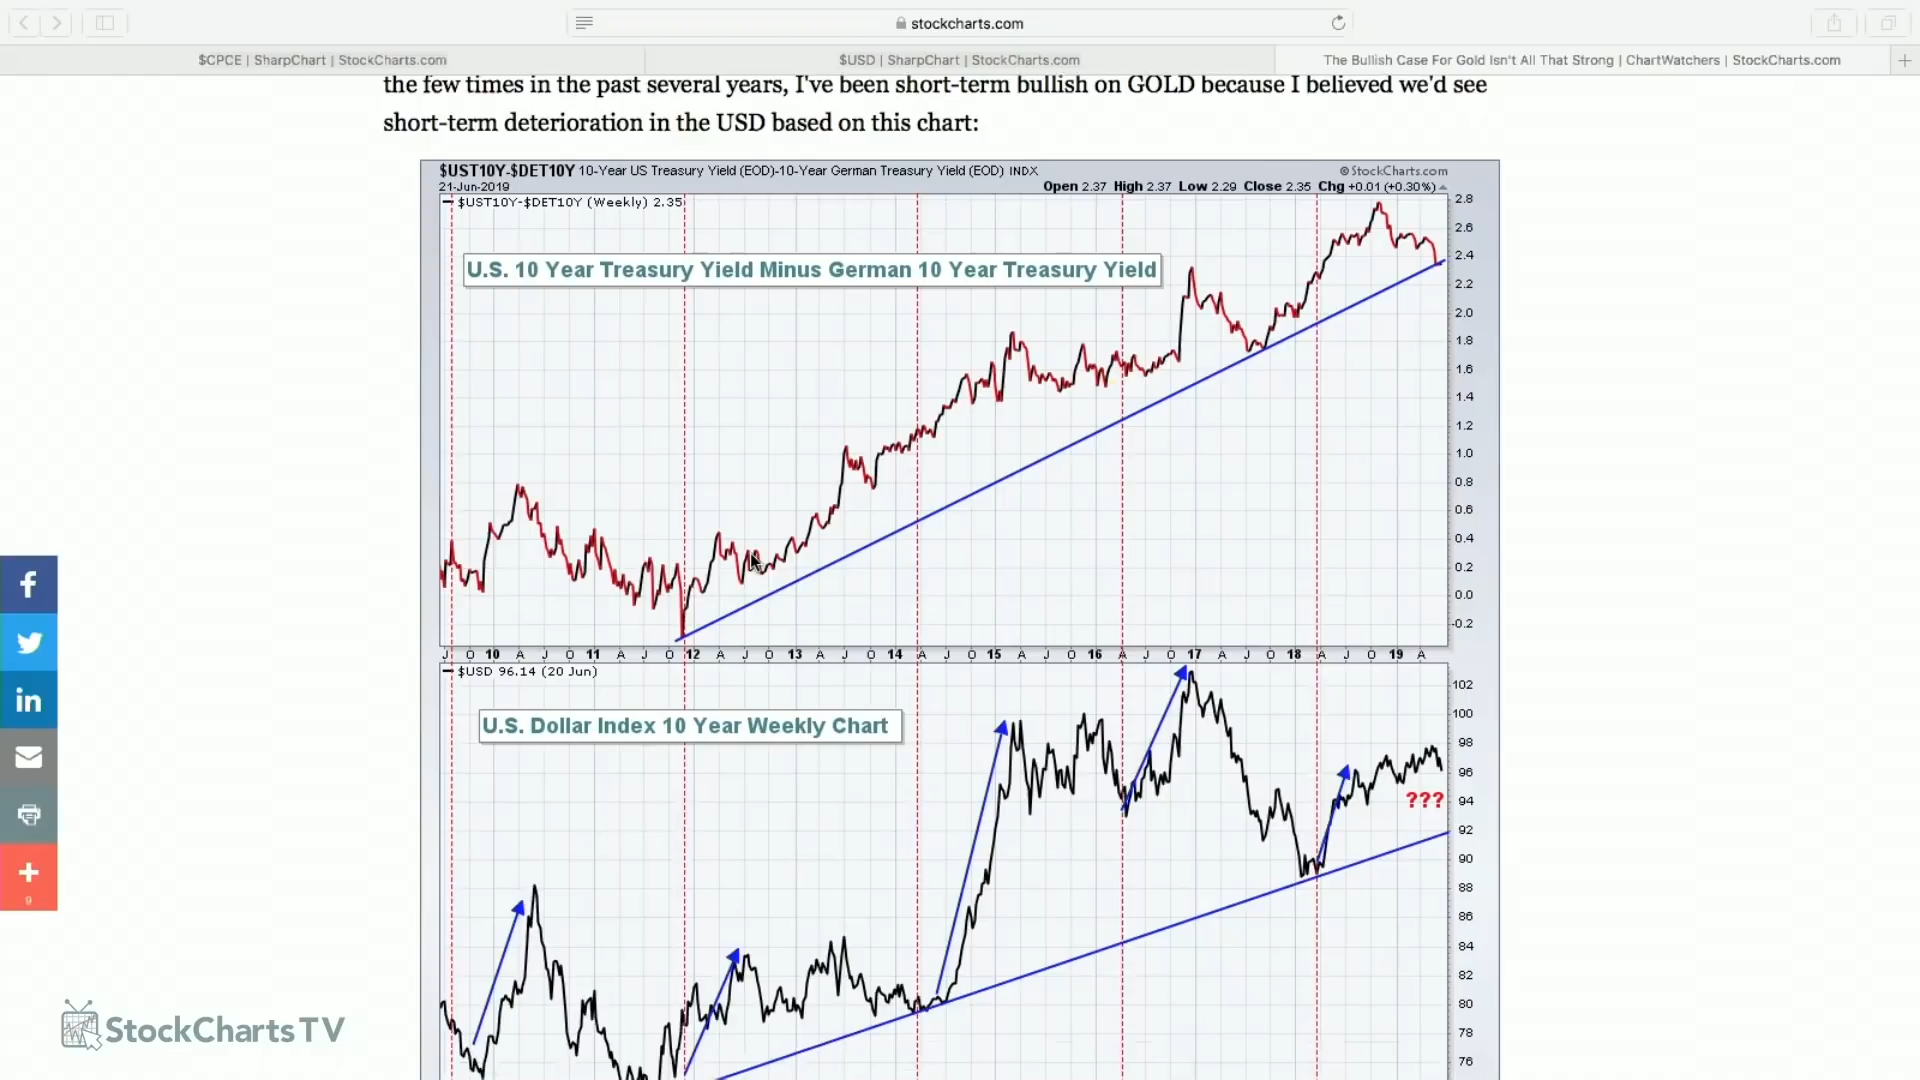 stockcharts.com
$CPCE | SharpChart | StockCharts.com
$USD | SharpChart | StockCharts.com
The Bullish Case For Gold Isn't All That Strong | ChartWatchers | StockCharts.com
the few times in the past several years, I've been short-term bullish on GOLD because I believed we'd see
short-term deterioration in the USD based on this chart:
$UST10Y-$DET10Y 10-Year US Treasury Yield (EOD)-10-Year German Treasury Yield (EOD) INDX
© StockCharts.com
21-Jun-2019
Open 2.37 High 2.37 Low 2.29 Close 2.35 Chg +0.01 (+0.30%)
$UST10Y-$DET10Y (Weekly) 2.35
U.S. 10 Year Treasury Yield Minus German 10 Year Treasury Yield
2.8
2.6
2.4
2.2
2.0
1.8
1.6
1.4
1.2
1.0
0.8
0.6
0.4
0.2
0.0
-0.2
J O 10 A J O 11 A J O 12 A J O 13 A J O 14 A J O 15 A J O 16 A J O 17 A J O 18 A J O 19 A
$USD 96.14 (20 Jun)
U.S. Dollar Index 10 Year Weekly Chart
102
100
98
96
94
92
90
88
86
84
82
80
78
76
???
f
in
+
9
StockCharts TV